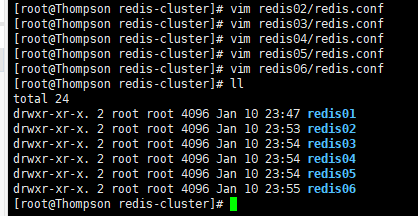 [root@Thompson redis-cluster]# vim redis02/redis.conf
[root@Thompson redis-cluster]# vim redis03/redis.conf
[root@Thompson redis-cluster]# vim redis04/redis.conf
[root@Thompson redis-cluster]# vim redis05/redis.conf
[root@Thompson redis-cluster]# vim redis06/redis.conf
[root@Thompson redis-cluster]# ll
total 24
drwxr-xr-x. 2 root root 4096 Jan 10 23:47 redis01
drwxr-xr-x. 2 root root 4096 Jan 10 23:53 redis02
drwxr-xr-x. 2 root root 4096 Jan 10 23:54 redis03
drwxr-xr-x. 2 root root 4096 Jan 10 23:54 redis04
drwxr-xr-x. 2 root root 4096 Jan 10 23:54 redis05
drwxr-xr-x. 2 root root 4096 Jan 10 23:55 redis06
[root@Thompson redis-cluster]#